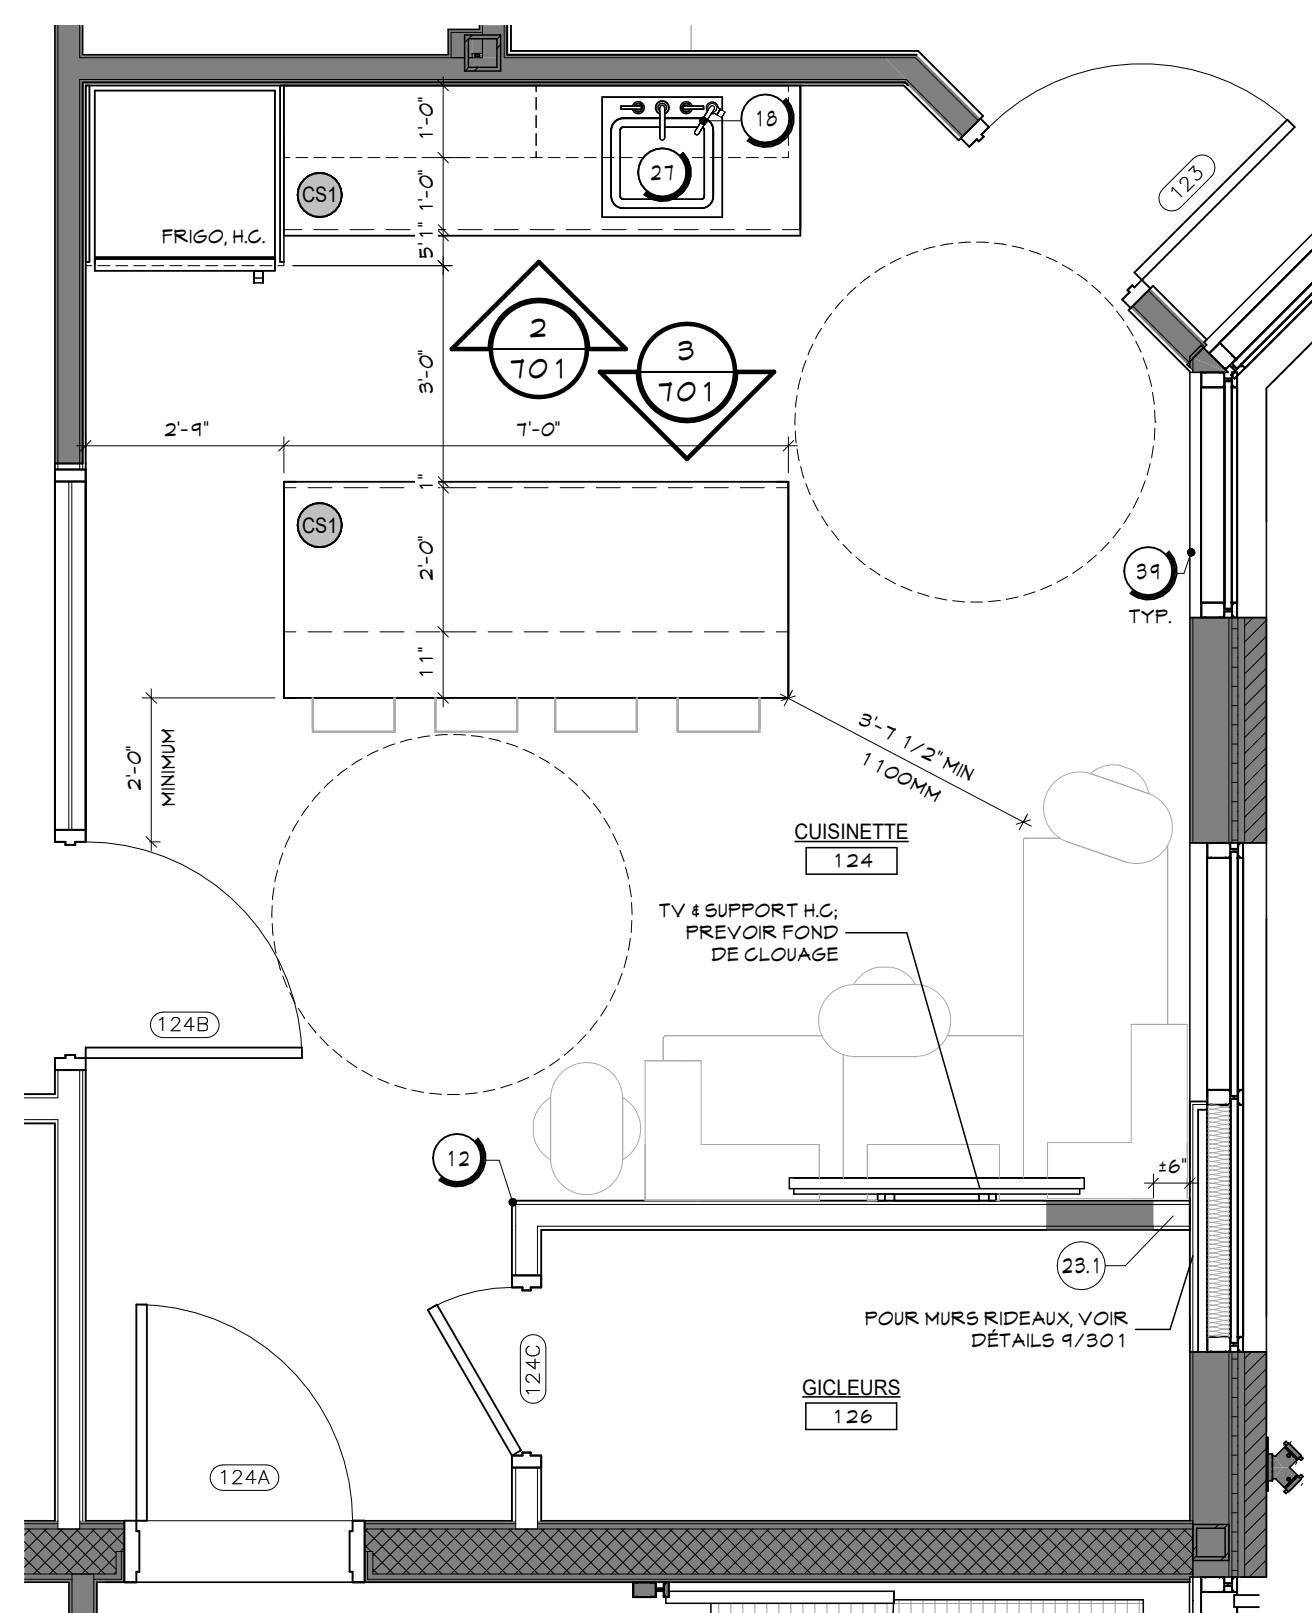 1'-0"
18
27
1'-0"
CS1
123
5"
1"
FRIGO, H.C.
2
701
3
701
3'-0"
2'-9"
7'-0"
1"
CS1
2'-0"
39
TYP.
11"
2'-0"
MINIMUM
3'-7 1/2" MIN
1100MM
CUISINETTE
124
TV & SUPPORT H.C;
PREVOIR FOND
DE CLOUAGE
124B
12
±6"
23.1
POUR MURS RIDEAUX, VOIR
DÉTAILS 9/301
124C
GICLEURS
126
124A